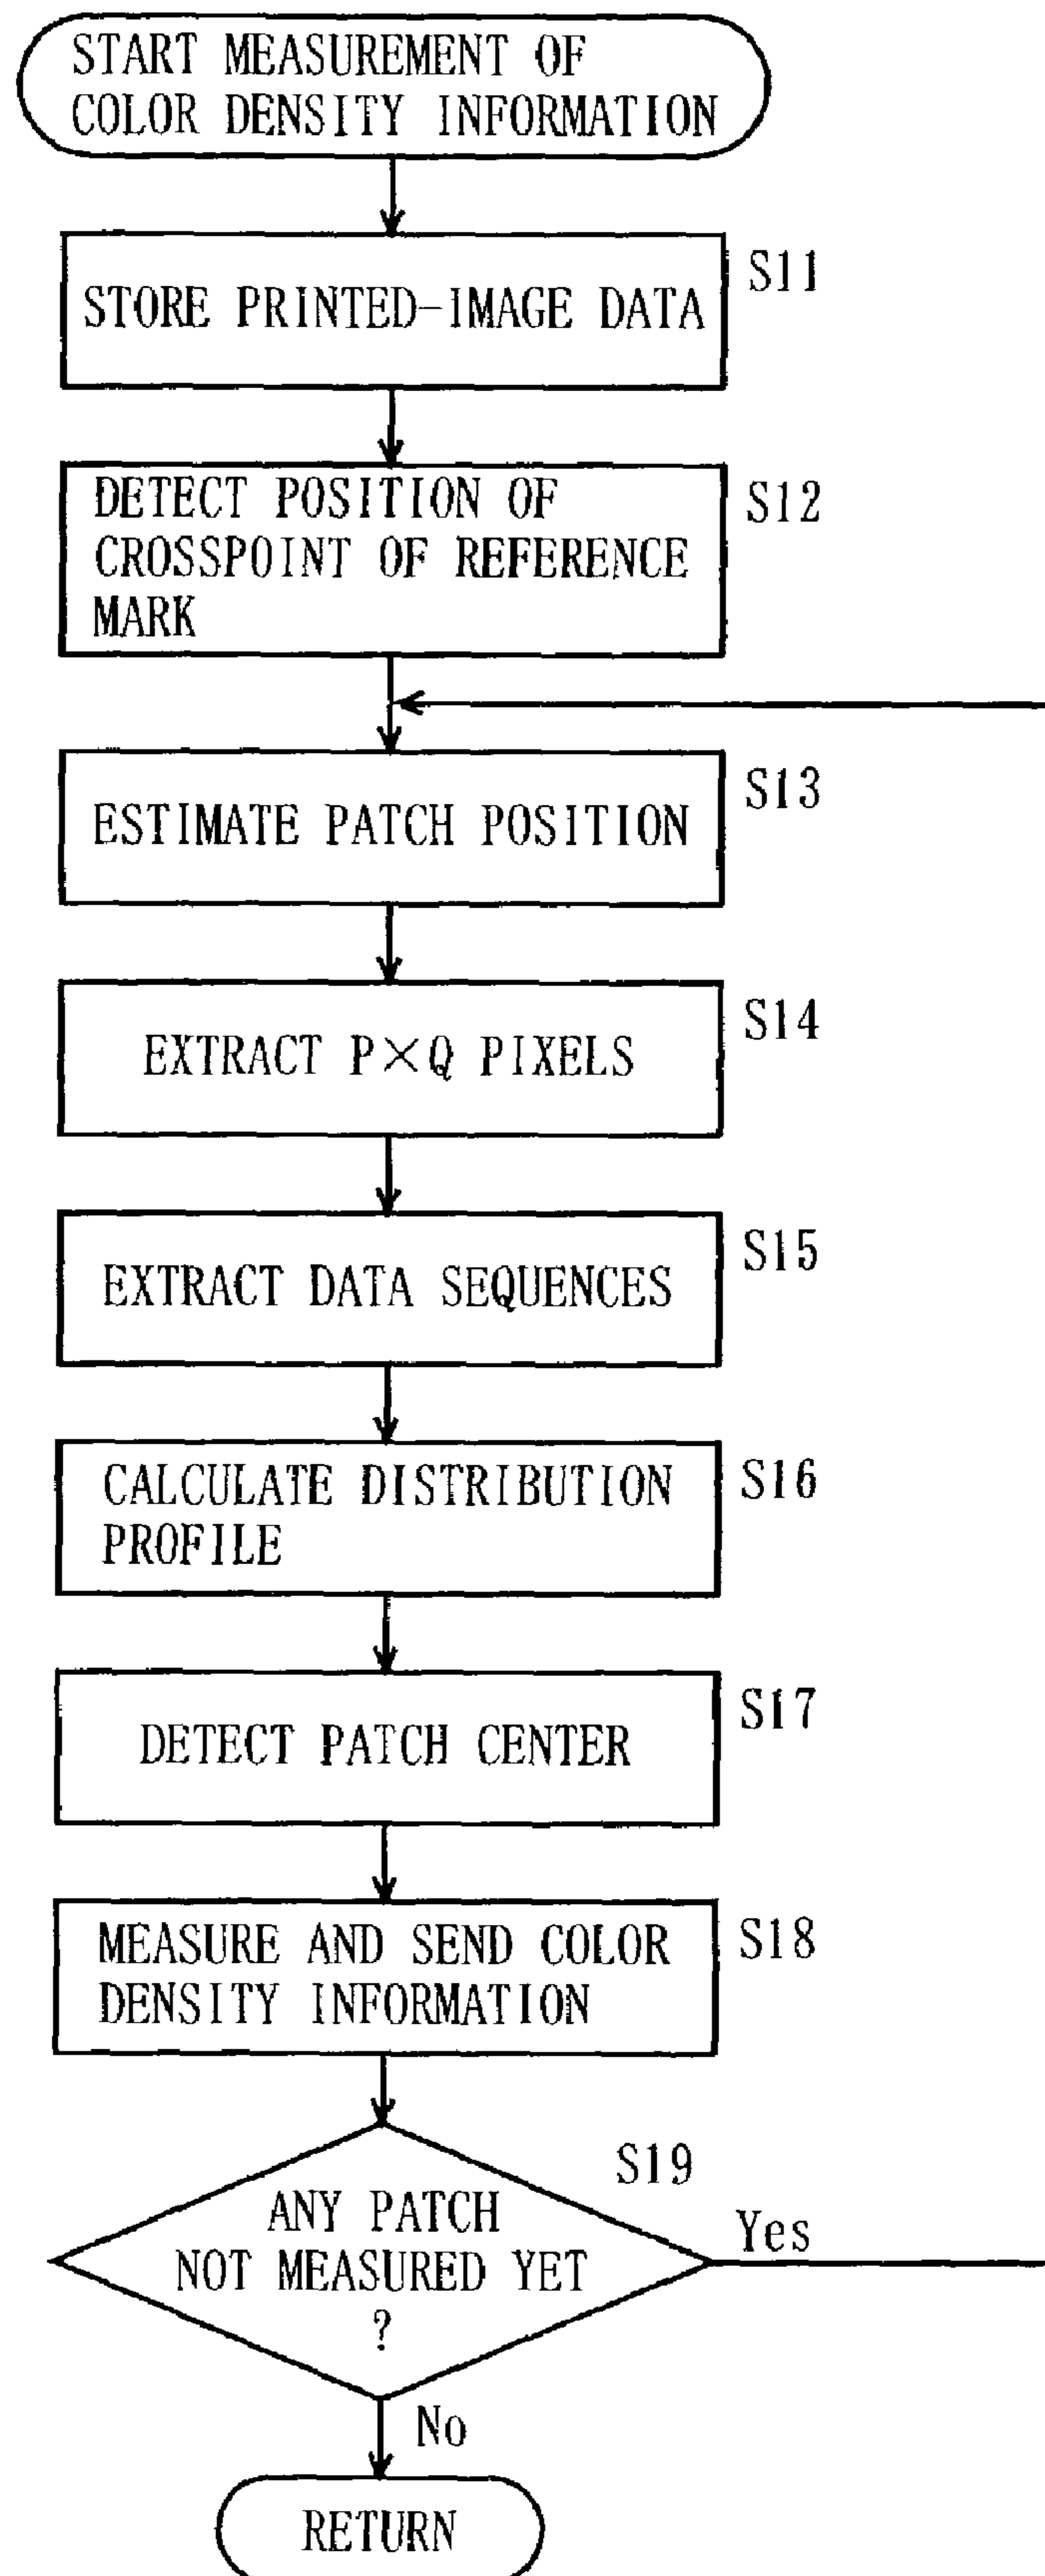 START MEASUREMENT OF
COLOR DENSITY INFORMATION
S11
STORE PRINTED-IMAGE DATA
S12
DETECT POSITION OF
CROSSPOINT OF REFERENCE
MARK
S13
ESTIMATE PATCH POSITION
S14
EXTRACT P×Q PIXELS
S15
EXTRACT DATA SEQUENCES
S16
CALCULATE DISTRIBUTION
PROFILE
S17
DETECT PATCH CENTER
S18
MEASURE AND SEND COLOR
DENSITY INFORMATION
S19
ANY PATCH
NOT MEASURED YET
?
Yes
No
RETURN